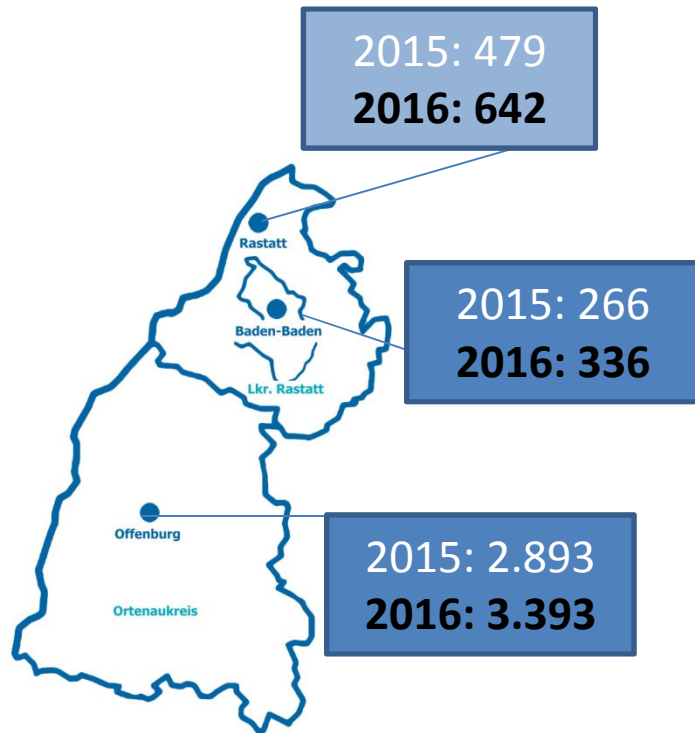 2015: 479
2016: 642
Rastatt
2015: 266
2016: 336
Baden-Baden
Lkr. Rastatt
Offenburg
2015: 2.893
2016: 3.393
Ortenaukreis